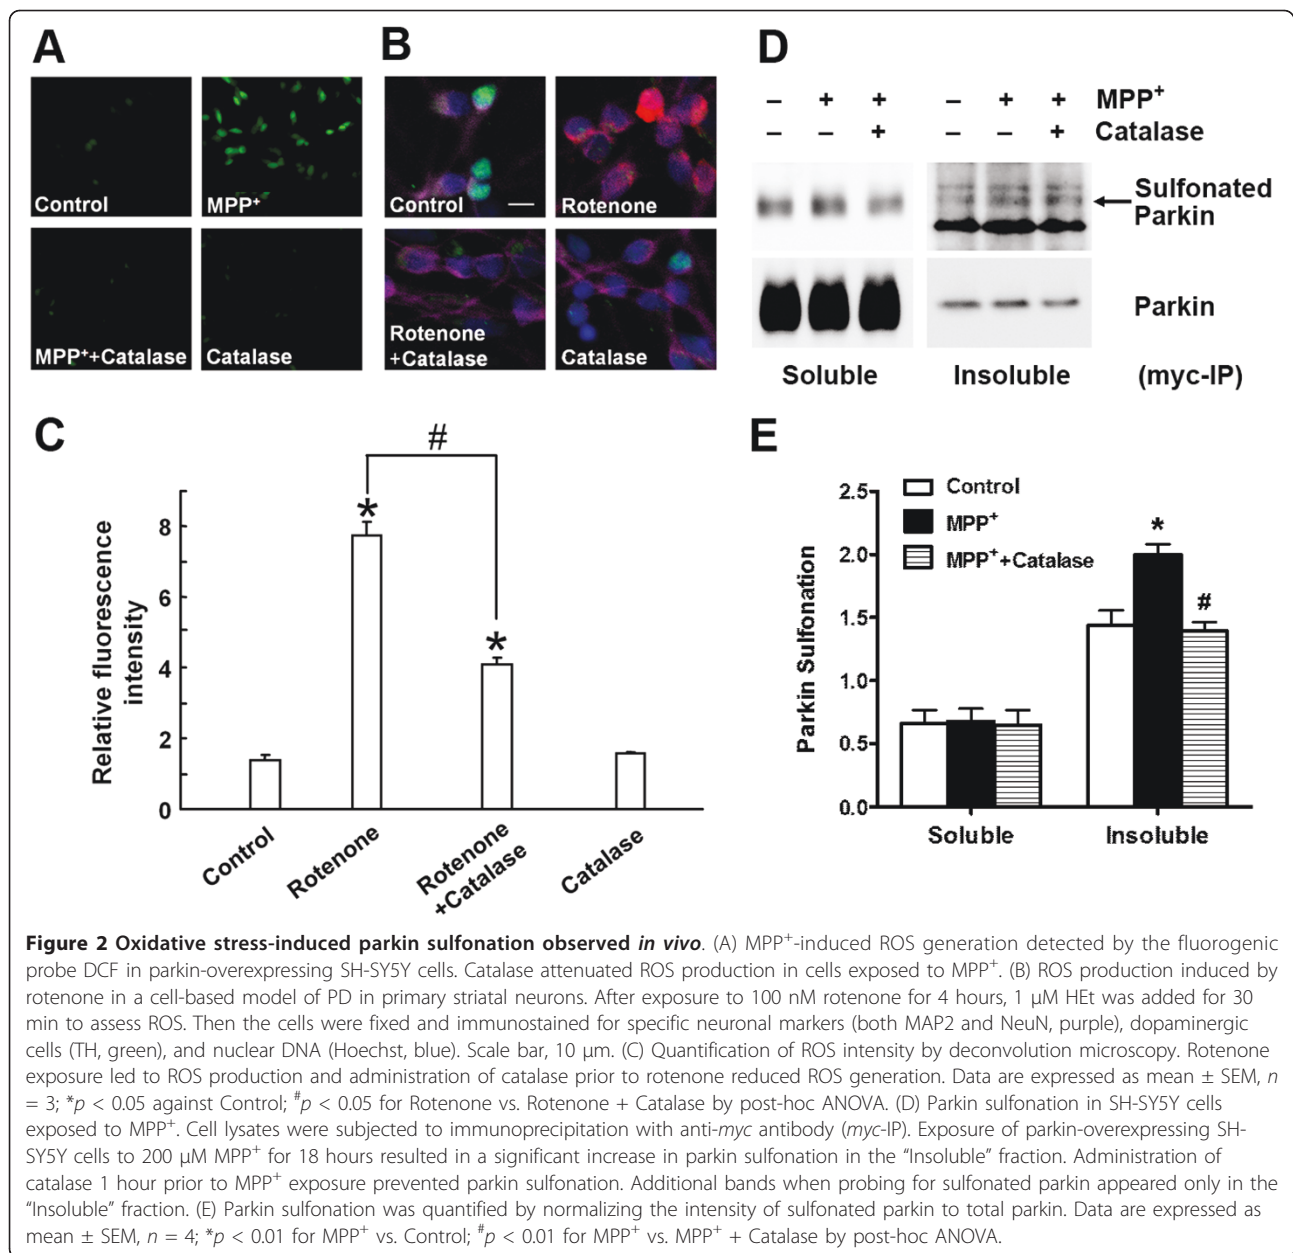 A
B
D
Control
MPP⁺
MPP⁺+Catalase
Catalase
Control
Rotenone
Rotenone
+Catalase
Catalase
– + + – + + MPP⁺
– – + – – + Catalase
Sulfonated
Parkin
Parkin
Soluble Insoluble (myc-IP)
C
#
*
*
Relative fluorescence
intensity
8
6
4
2
0
Control
Rotenone
Rotenone
+Catalase
Catalase
E
Control
MPP⁺
MPP⁺+Catalase
*
#
Parkin Sulfonation
2.5
2.0
1.5
1.0
0.5
0.0
Soluble Insoluble
Figure 2 Oxidative stress-induced parkin sulfonation observed in vivo. (A) MPP⁺-induced ROS generation detected by the fluorogenic
probe DCF in parkin-overexpressing SH-SY5Y cells. Catalase attenuated ROS production in cells exposed to MPP⁺. (B) ROS production induced by
rotenone in a cell-based model of PD in primary striatal neurons. After exposure to 100 nM rotenone for 4 hours, 1 μM HEt was added for 30
min to assess ROS. Then the cells were fixed and immunostained for specific neuronal markers (both MAP2 and NeuN, purple), dopaminergic
cells (TH, green), and nuclear DNA (Hoechst, blue). Scale bar, 10 μm. (C) Quantification of ROS intensity by deconvolution microscopy. Rotenone
exposure led to ROS production and administration of catalase prior to rotenone reduced ROS generation. Data are expressed as mean ± SEM, n
= 3; *p < 0.05 against Control; #p < 0.05 for Rotenone vs. Rotenone + Catalase by post-hoc ANOVA. (D) Parkin sulfonation in SH-SY5Y cells
exposed to MPP⁺. Cell lysates were subjected to immunoprecipitation with anti-myc antibody (myc-IP). Exposure of parkin-overexpressing SH-
SY5Y cells to 200 μM MPP⁺ for 18 hours resulted in a significant increase in parkin sulfonation in the “Insoluble” fraction. Administration of
catalase 1 hour prior to MPP⁺ exposure prevented parkin sulfonation. Additional bands when probing for sulfonated parkin appeared only in the
“Insoluble” fraction. (E) Parkin sulfonation was quantified by normalizing the intensity of sulfonated parkin to total parkin. Data are expressed as
mean ± SEM, n = 4; *p < 0.01 for MPP⁺ vs. Control; #p < 0.01 for MPP⁺ vs. MPP⁺ + Catalase by post-hoc ANOVA.